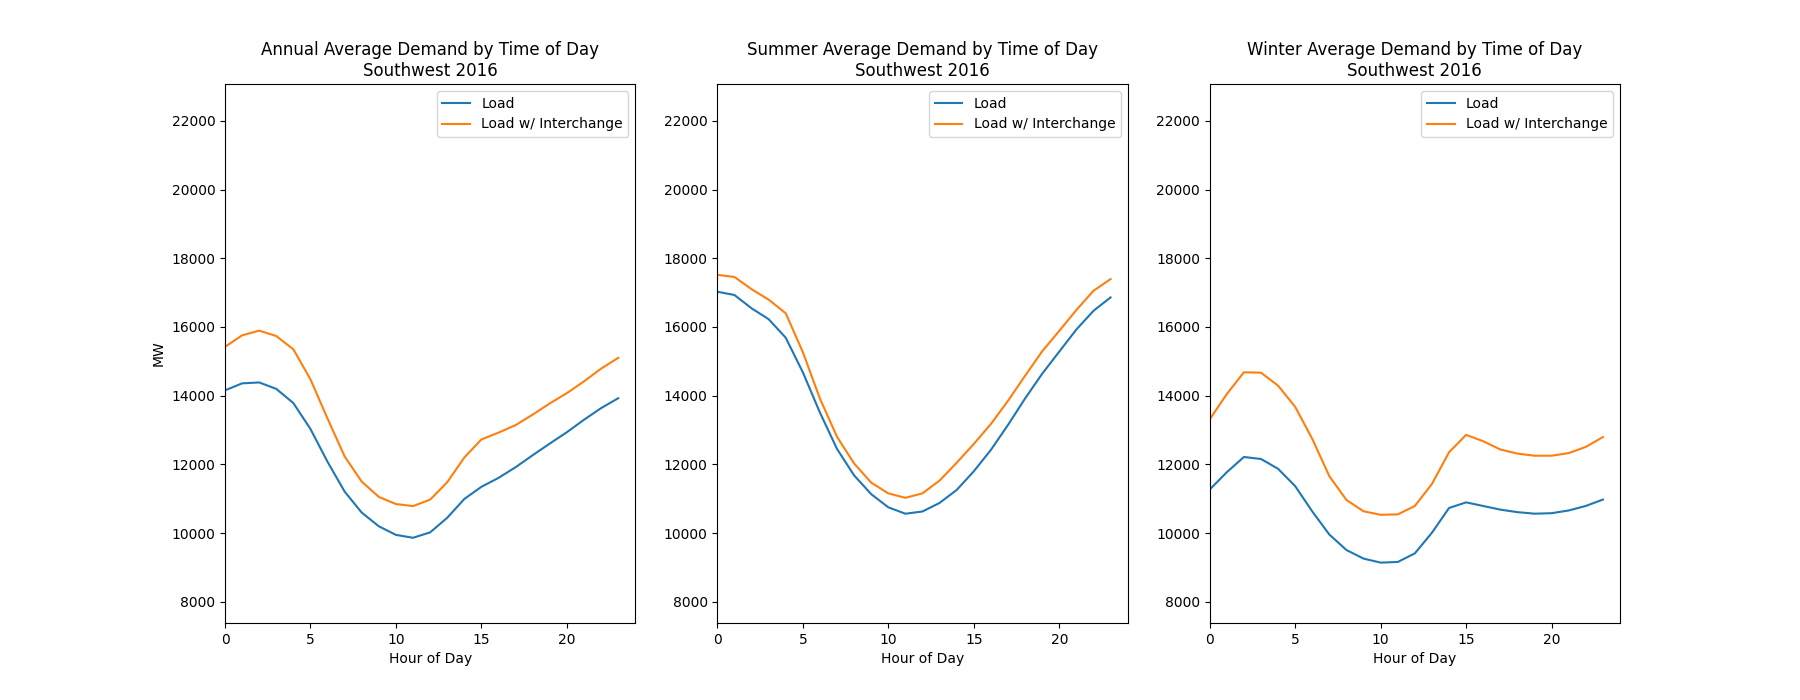 Annual Average Demand by Time of Day
Southwest 2016
Load
Load w/ Interchange
22000
20000
18000
16000
14000
12000
10000
8000
MW
0 5 10 15 20
Hour of Day
Summer Average Demand by Time of Day
Southwest 2016
Load
Load w/ Interchange
22000
20000
18000
16000
14000
12000
10000
8000
0 5 10 15 20
Hour of Day
Winter Average Demand by Time of Day
Southwest 2016
Load
Load w/ Interchange
22000
20000
18000
16000
14000
12000
10000
8000
0 5 10 15 20
Hour of Day